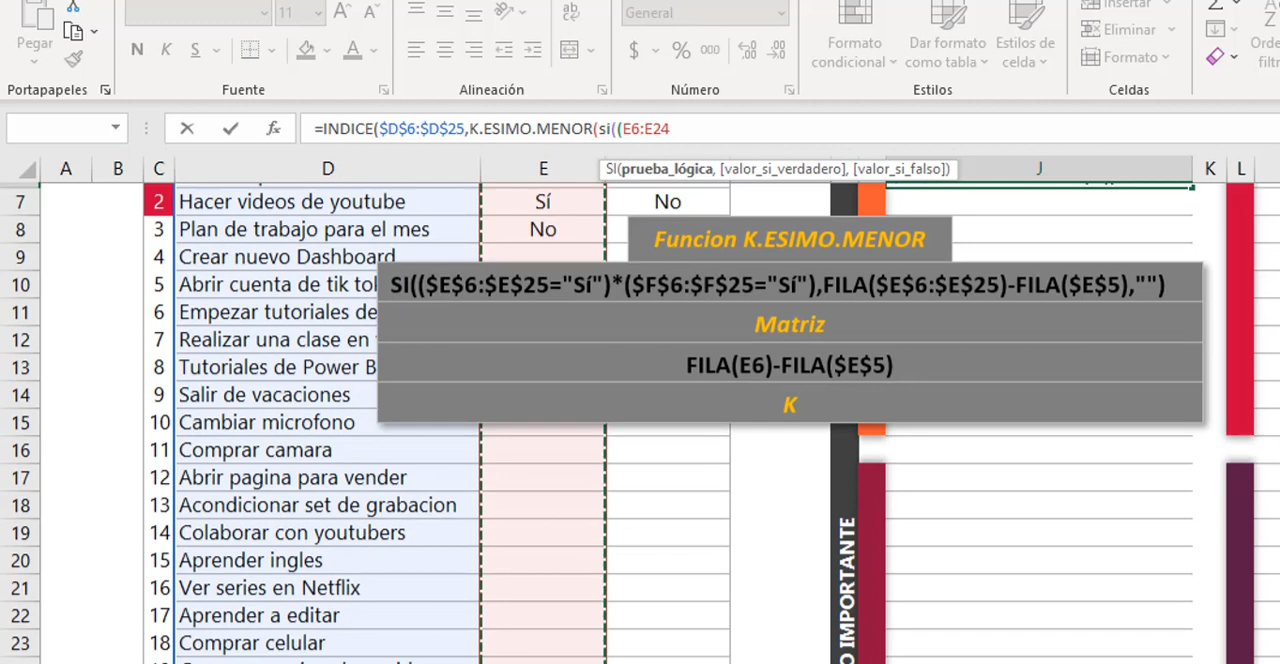 11
General
Insertar
Pegar
N K S
A
$ % 000
Formato
condicional
Dar formato
como tabla
Estilos de
celda
Eliminar
Formato
Portapapeles
Fuente
Alineación
Número
Estilos
Celdas
fx
=INDICE($D$6:$D$25,K.ESIMO.MENOR(si((E6:E24
SI(prueba_lógica, [valor_si_verdadero], [valor_si_falso])
A B C D E J K L
7 2 Hacer videos de youtube Sí No
8 3 Plan de trabajo para el mes No
Funcion K.ESIMO.MENOR
9 4 Crear nuevo Dashboard
10 5 Abrir cuenta de tik
SI(($E$6:$E$25="Sí")*($F$6:$F$25="Sí"),FILA($E$6:$E$25)-FILA($E$5),"")
11 6 Empezar tutoriales de
Matriz
12 7 Realizar una clase en
13 8 Tutoriales de Power B
FILA(E6)-FILA($E$5)
14 9 Salir de vacaciones
K
15 10 Cambiar microfono
16 11 Comprar camara
17 12 Abrir pagina para vender
18 13 Acondicionar set de grabacion
19 14 Colaborar con youtubers
20 15 Aprender ingles
21 16 Ver series en Netflix
22 17 Aprender a editar
23 18 Comprar celular
O IMPORTANTE